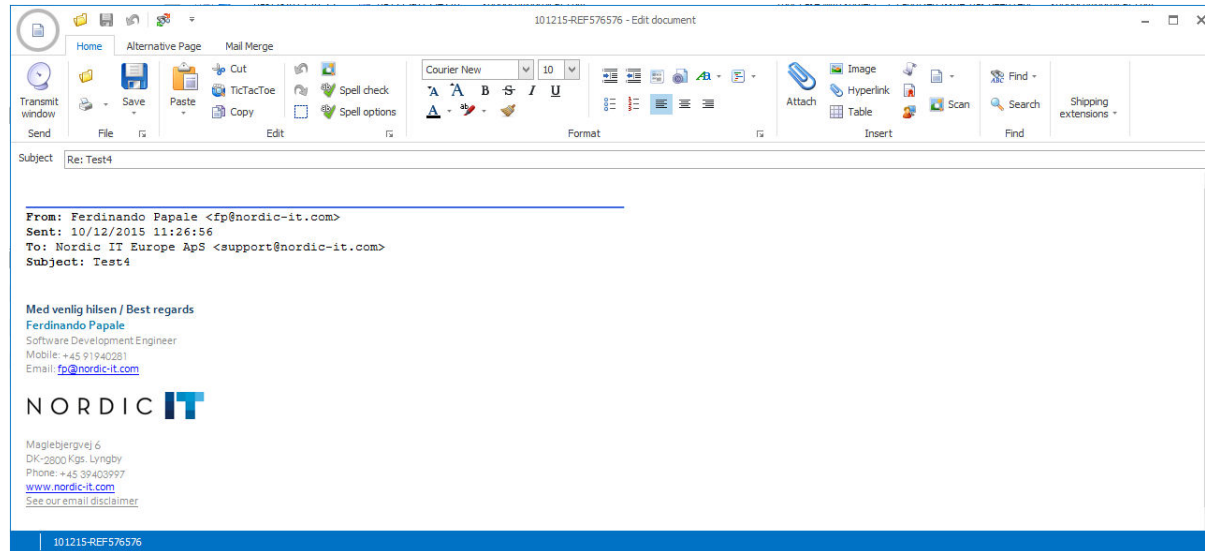 101215-REF576576 - Edit document
Home Alternative Page Mail Merge
Transmit window
Save
Paste
Cut
TicTacToe
Copy
Spell check
Spell options
Courier New 10
A A B S I U
A ab
AB
Attach
Image
Hyperlink
Table
Scan
Find
Search
Shipping extensions
Send File Edit Format Insert Find
Subject Re: Test4
From: Ferdinando Papale <fp@nordic-it.com>
Sent: 10/12/2015 11:26:56
To: Nordic IT Europe ApS <support@nordic-it.com>
Subject: Test4
Med venlig hilsen / Best regards
Ferdinando Papale
Software Development Engineer
Mobile: +45 91940281
Email: fp@nordic-it.com
NORDIC IT
Maglebjergvej 6
DK-2800 Kgs. Lyngby
Phone: +45 39403997
www.nordic-it.com
See our email disclaimer
101215-REF576576